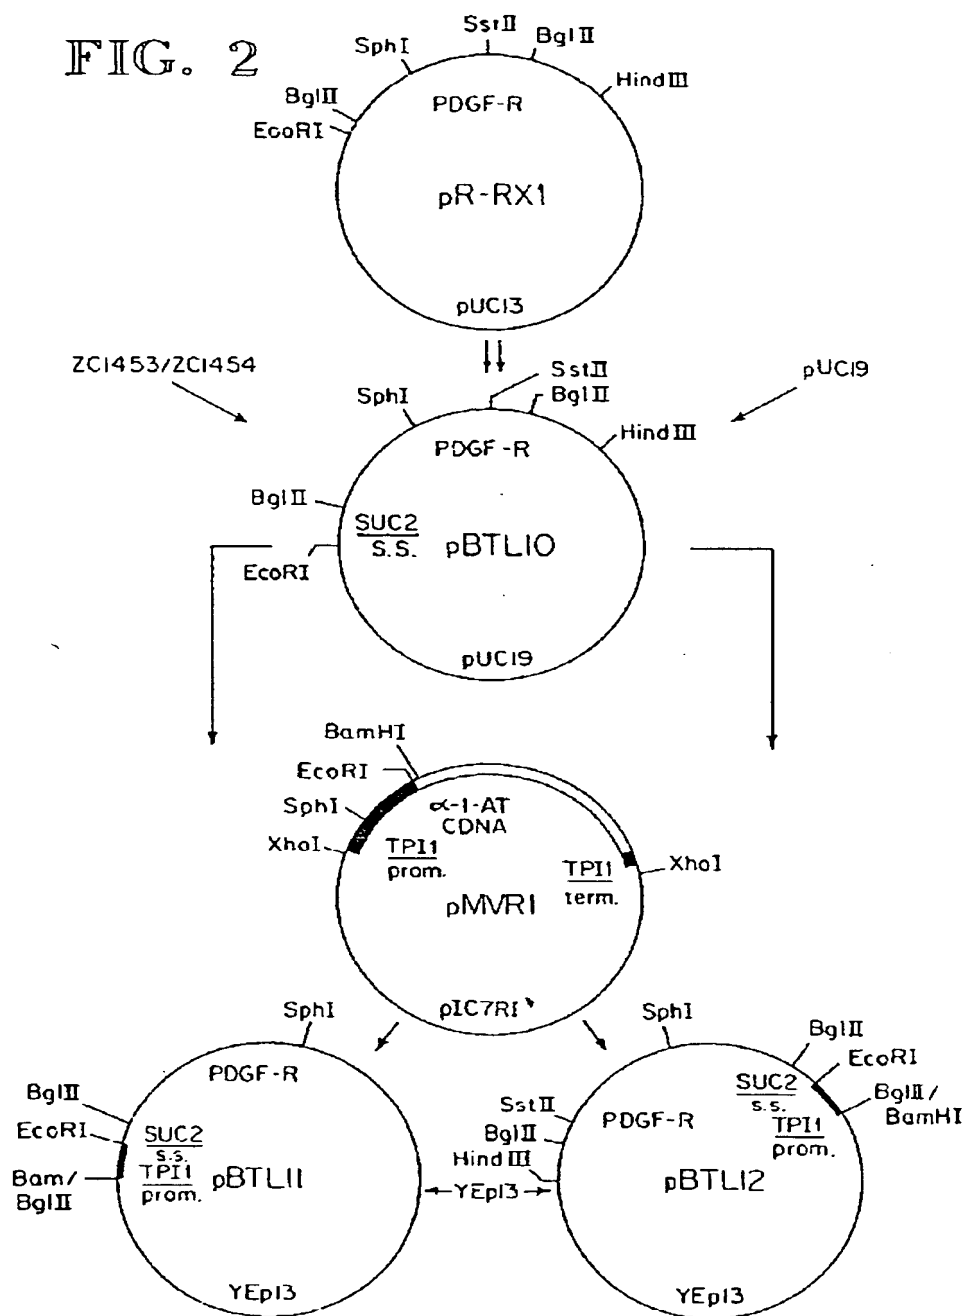 FIG. 2
SphI
SstII
BglII
HindIII
BglII
EcoRI
PDGF-R
pR-RX1
pUC13
ZC1453/ZC1454
pUC19
SphI
SstII
BglII
HindIII
PDGF-R
BglII
SUC2
S.S.
pBTL10
EcoRI
pUC19
BamHI
EcoRI
SphI
XhoI
α-1-AT
CDNA
TPI1
prom.
TPI1
term.
XhoI
pMVR1
pIC7RI*
SphI
PDGF-R
BglII
EcoRI
Bam/
BglII
SUC2
s.s.
TPI1
prom.
pBTL11
YEp13
YEp13
SphI
BglII
EcoRI
BglII/
BamHI
SstII
BglII
HindIII
PDGF-R
SUC2
s.s.
TPI1
prom.
pBTL12
YEp13